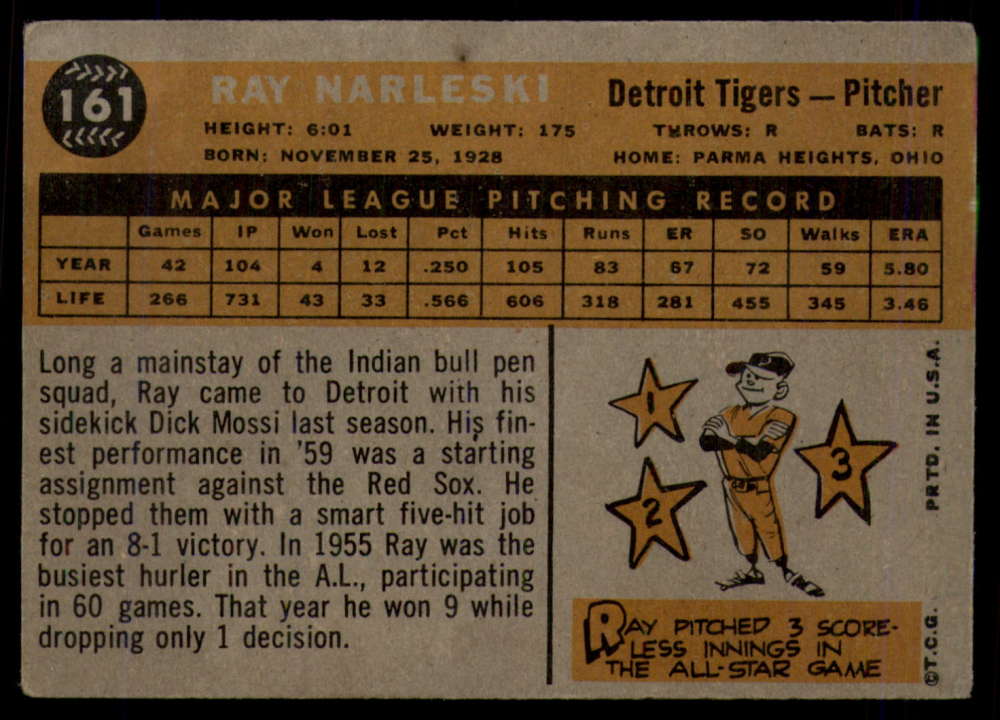 161
RAY NARLESKI
Detroit Tigers — Pitcher
HEIGHT: 6:01 WEIGHT: 175 THROWS: R BATS: R
BORN: NOVEMBER 25, 1928 HOME: PARMA HEIGHTS, OHIO
MAJOR LEAGUE PITCHING RECORD
Games IP Won Lost Pct Hits Runs ER SO Walks ERA
YEAR 42 104 4 12 .250 105 83 67 72 59 5.80
LIFE 266 731 43 33 .566 606 318 281 455 345 3.46
Long a mainstay of the Indian bull pen
squad, Ray came to Detroit with his
sidekick Dick Mossi last season. His fin-
est performance in '59 was a starting
assignment against the Red Sox. He
stopped them with a smart five-hit job
for an 8-1 victory. In 1955 Ray was the
busiest hurler in the A.L., participating
in 60 games. That year he won 9 while
dropping only 1 decision.
1
2
3
RAY PITCHED 3 SCORE-
LESS INNINGS IN
THE ALL-STAR GAME
©T.C.G. PRTD. IN U.S.A.